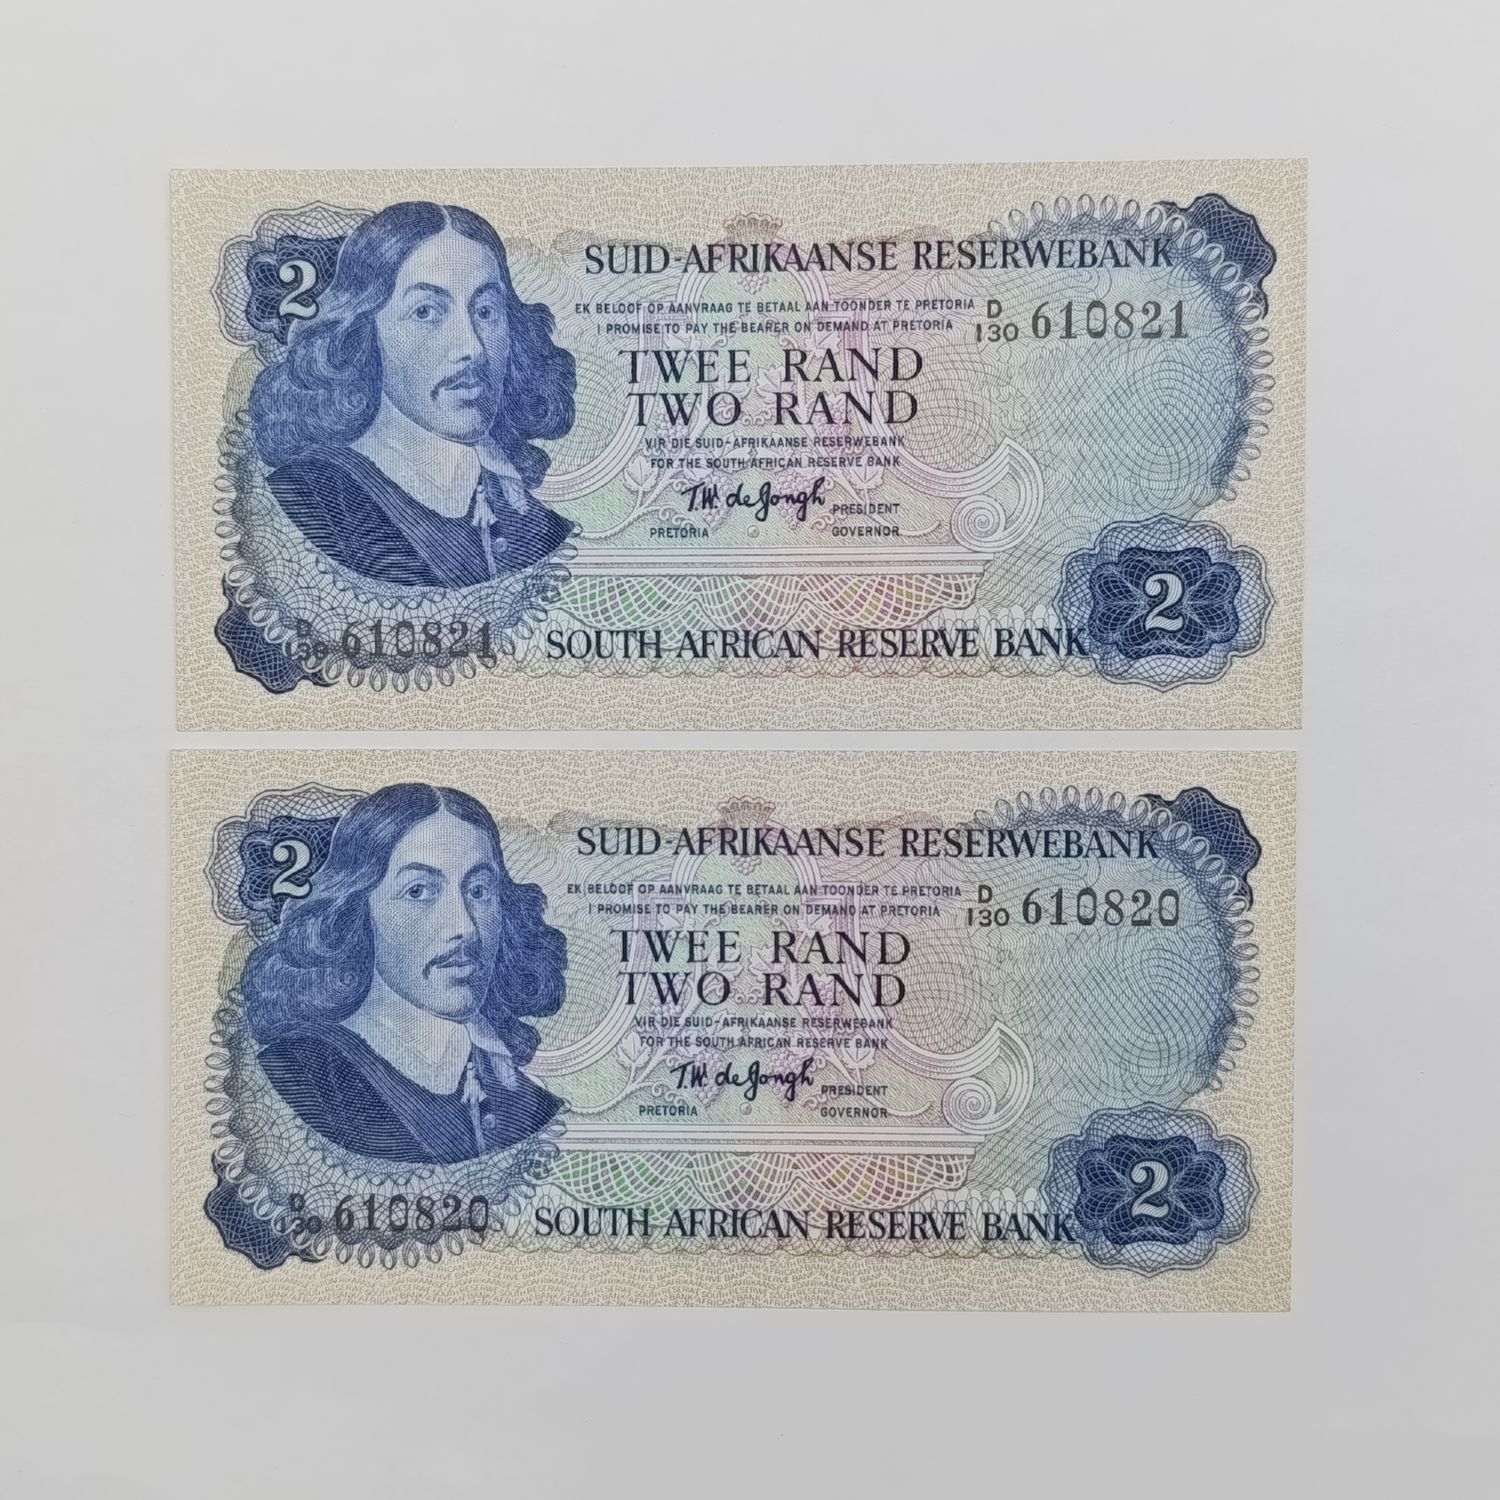 2
SUID-AFRIKAANSE RESERWEBANK
EK BELOOF OP AANVRAAG TE BETAAL AAN TOONDER TE PRETORIA
I PROMISE TO PAY THE BEARER ON DEMAND AT PRETORIA
D/130 610821
TWEE RAND
TWO RAND
VIR DIE SUID-AFRIKAANSE RESERWEBANK
FOR THE SOUTH AFRICAN RESERVE BANK
T.W. de Jongh
PRESIDENT
PRETORIA GOVERNOR
D/130 610821
SOUTH AFRICAN RESERVE BANK
2
2
SUID-AFRIKAANSE RESERWEBANK
EK BELOOF OP AANVRAAG TE BETAAL AAN TOONDER TE PRETORIA
I PROMISE TO PAY THE BEARER ON DEMAND AT PRETORIA
D/130 610820
TWEE RAND
TWO RAND
VIR DIE SUID-AFRIKAANSE RESERWEBANK
FOR THE SOUTH AFRICAN RESERVE BANK
T.W. de Jongh
PRESIDENT
PRETORIA GOVERNOR
D/130 610820
SOUTH AFRICAN RESERVE BANK
2